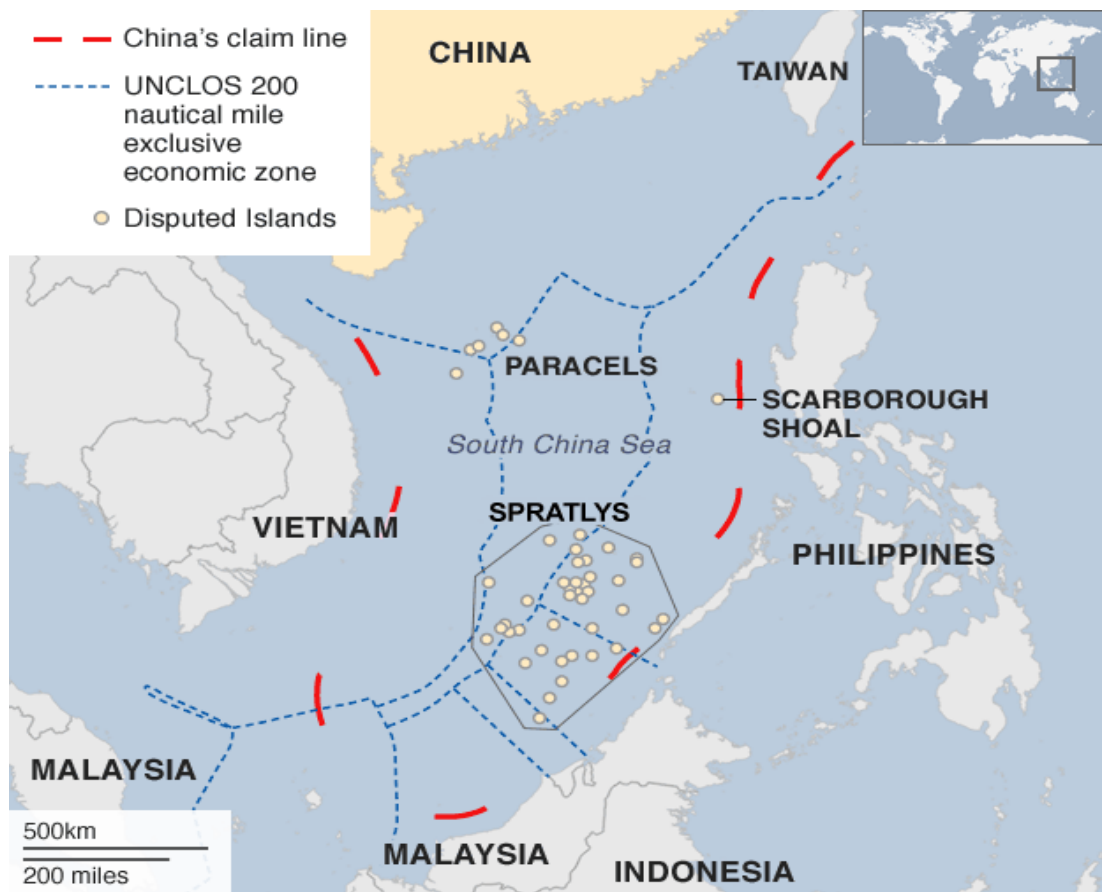 China's claim line
UNCLOS 200
nautical mile
exclusive
economic zone
Disputed Islands
CHINA
TAIWAN
PARACELS
SCARBOROUGH
SHOAL
South China Sea
SPRATLYS
VIETNAM
PHILIPPINES
MALAYSIA
MALAYSIA
INDONESIA
500km
200 miles